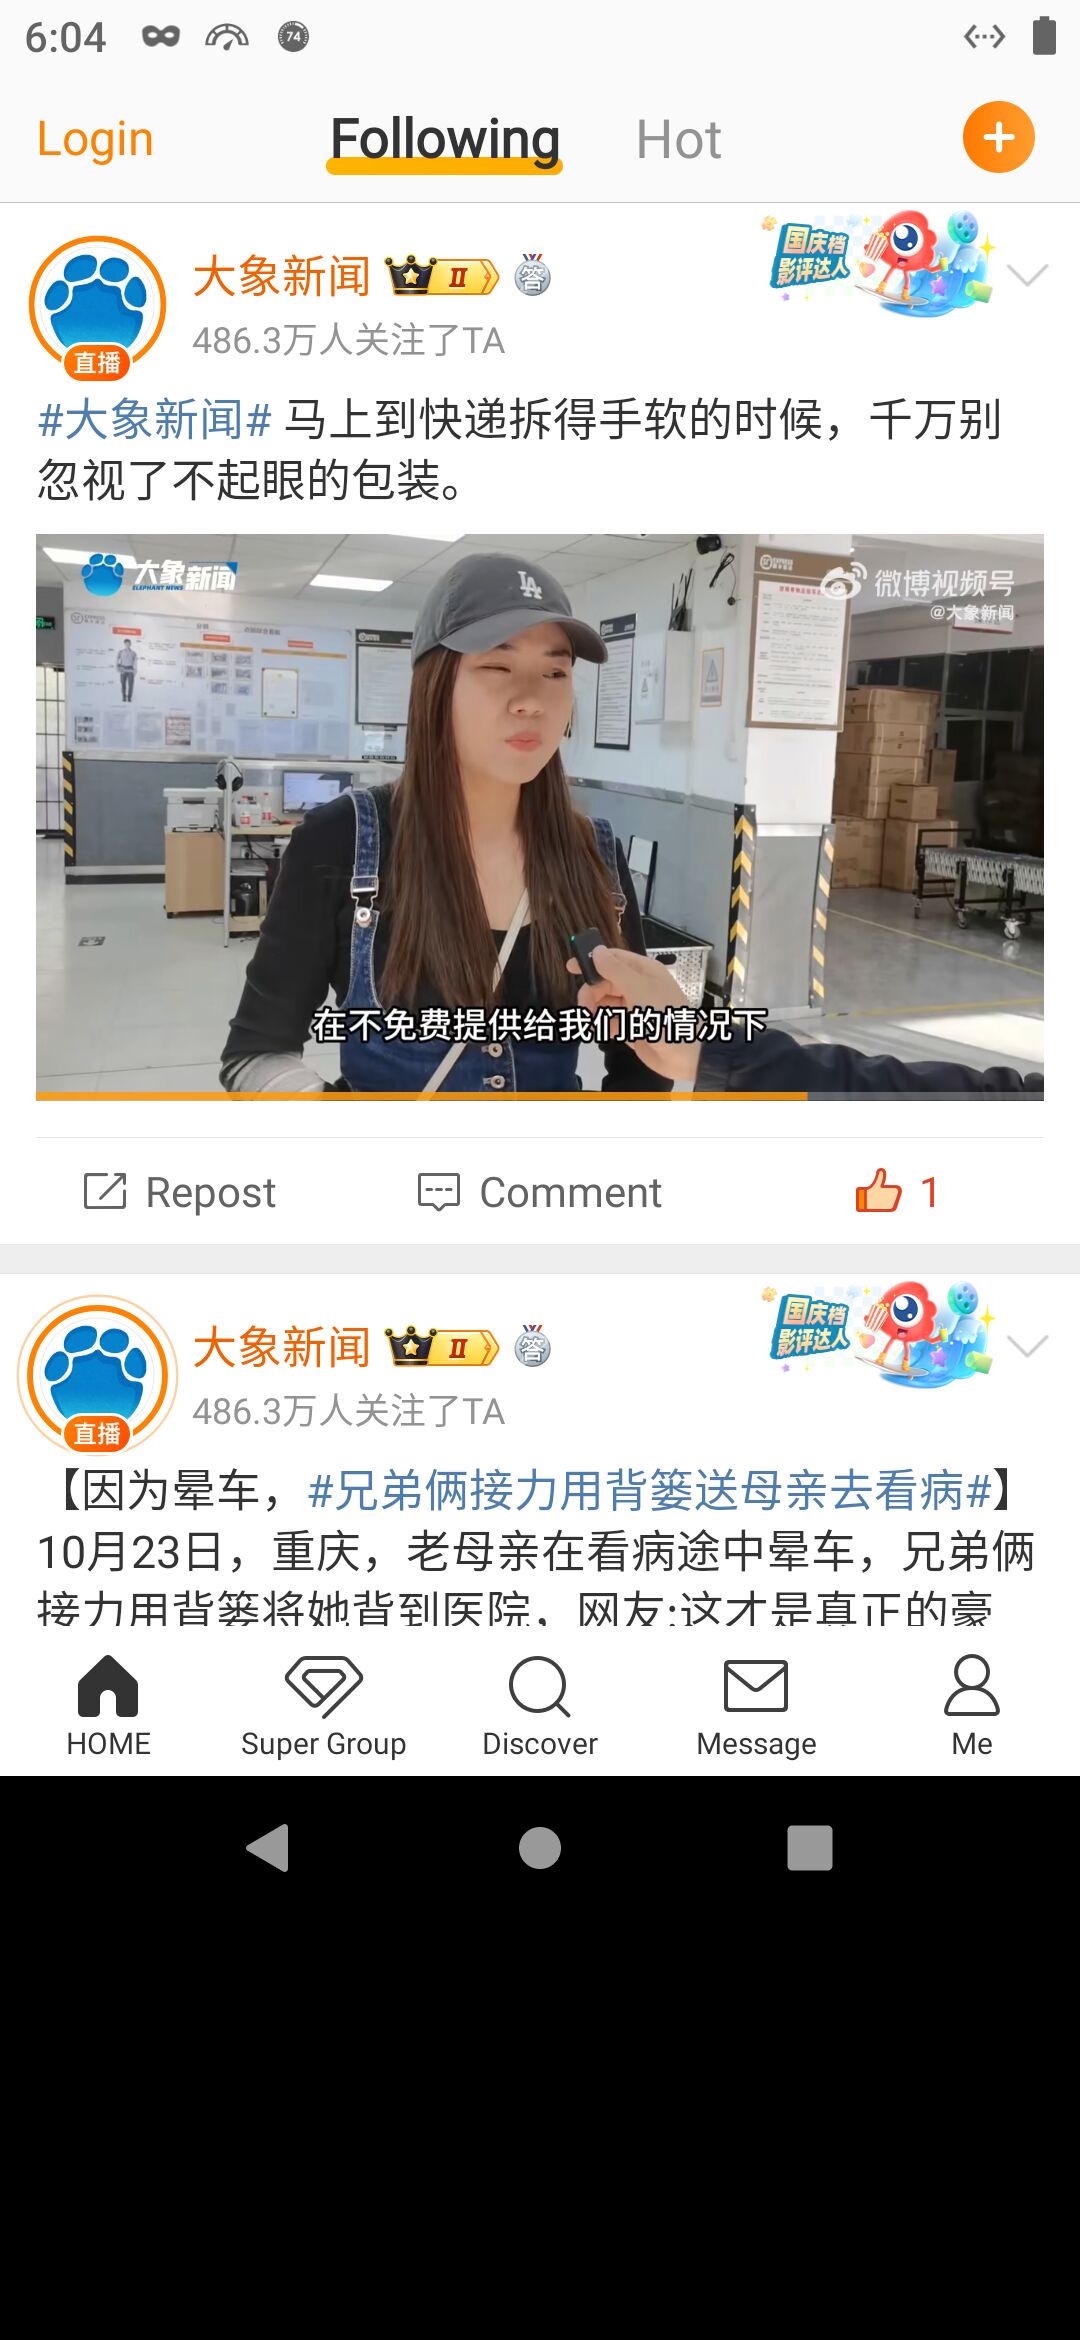 6:04
74
Login
Following
Hot
国庆档
影评达人
大象新闻
II
答
486.3万人关注了TA
直播
#大象新闻# 马上到快递拆得手软的时候，千万别
忽视了不起眼的包装。
大象新闻
ELEPHANT NEWS
微博视频号
@大象新闻
LA
在不免费提供给我们的情况下
Repost
Comment
1
国庆档
影评达人
大象新闻
II
答
486.3万人关注了TA
直播
【因为晕车，#兄弟俩接力用背篓送母亲去看病#】
10月23日，重庆，老母亲在看病途中晕车，兄弟俩
接力用背篓将她背到医院，网友:这才是真正的豪
HOME
Super Group
Discover
Message
Me